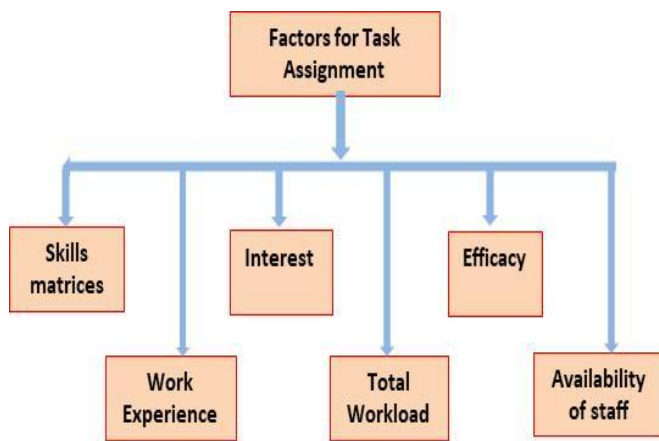 Factors for Task
Assignment
Skills
matrices
Interest
Efficacy
Work
Experience
Total
Workload
Availability
of staff